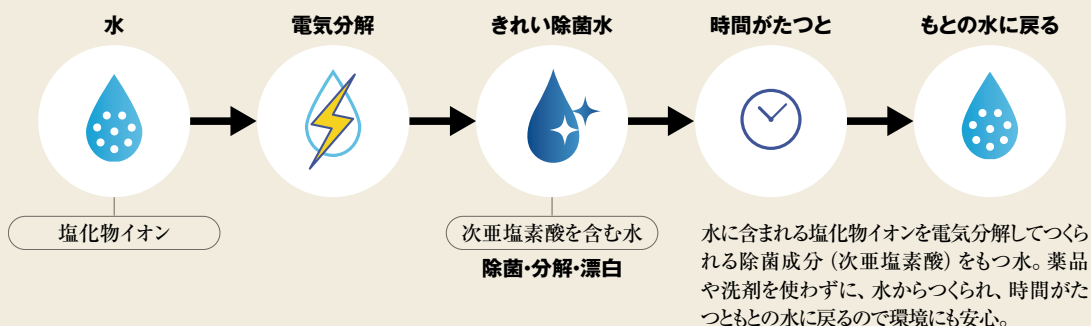 水
電気分解
きれい除菌水
時間がたつと
もとの水に戻る
塩化物イオン
次亜塩素酸を含む水
除菌・分解・漂白
水に含まれる塩化物イオンを電気分解してつくら
れる除菌成分（次亜塩素酸）をもつ水。薬品
や洗剤を使わずに、水からつくられ、時間がた
つともとの水に戻るので環境にも安心。